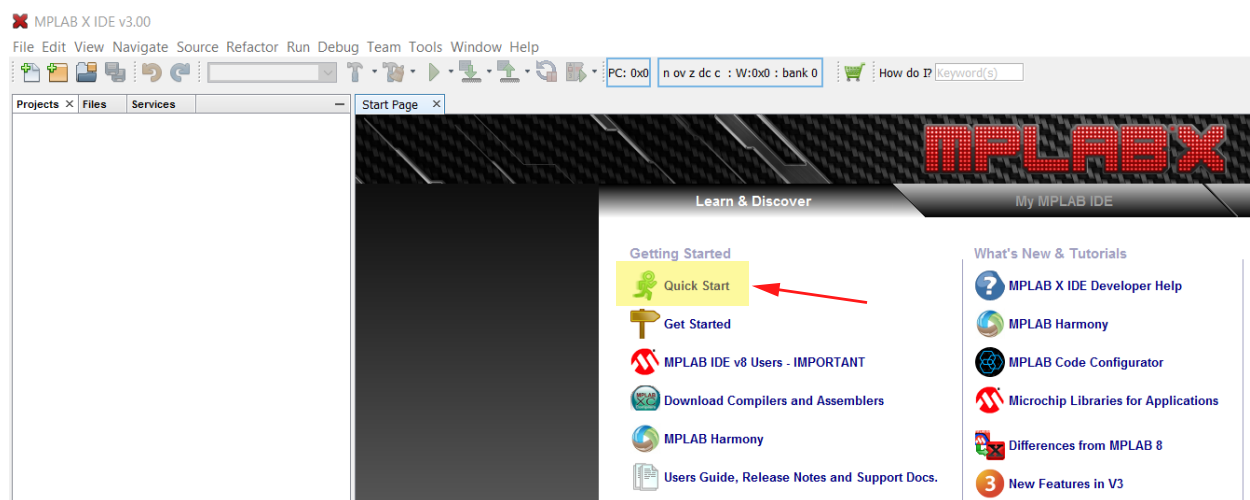 MPLAB X IDE v3.00
File Edit View Navigate Source Refactor Run Debug Team Tools Window Help
PC: 0x0 n ov z dc c : W:0x0 : bank 0 How do I? Keyword(s)
Projects Files Services Start Page
MPLAB X
Learn & Discover My MPLAB IDE
Getting Started
Quick Start
Get Started
MPLAB IDE v8 Users - IMPORTANT
MPLAB XC Download Compilers and Assemblers
MPLAB Harmony
Users Guide, Release Notes and Support Docs.
What's New & Tutorials
? MPLAB X IDE Developer Help
MPLAB Harmony
MPLAB Code Configurator
Microchip Libraries for Applications
Differences from MPLAB 8
3 New Features in V3